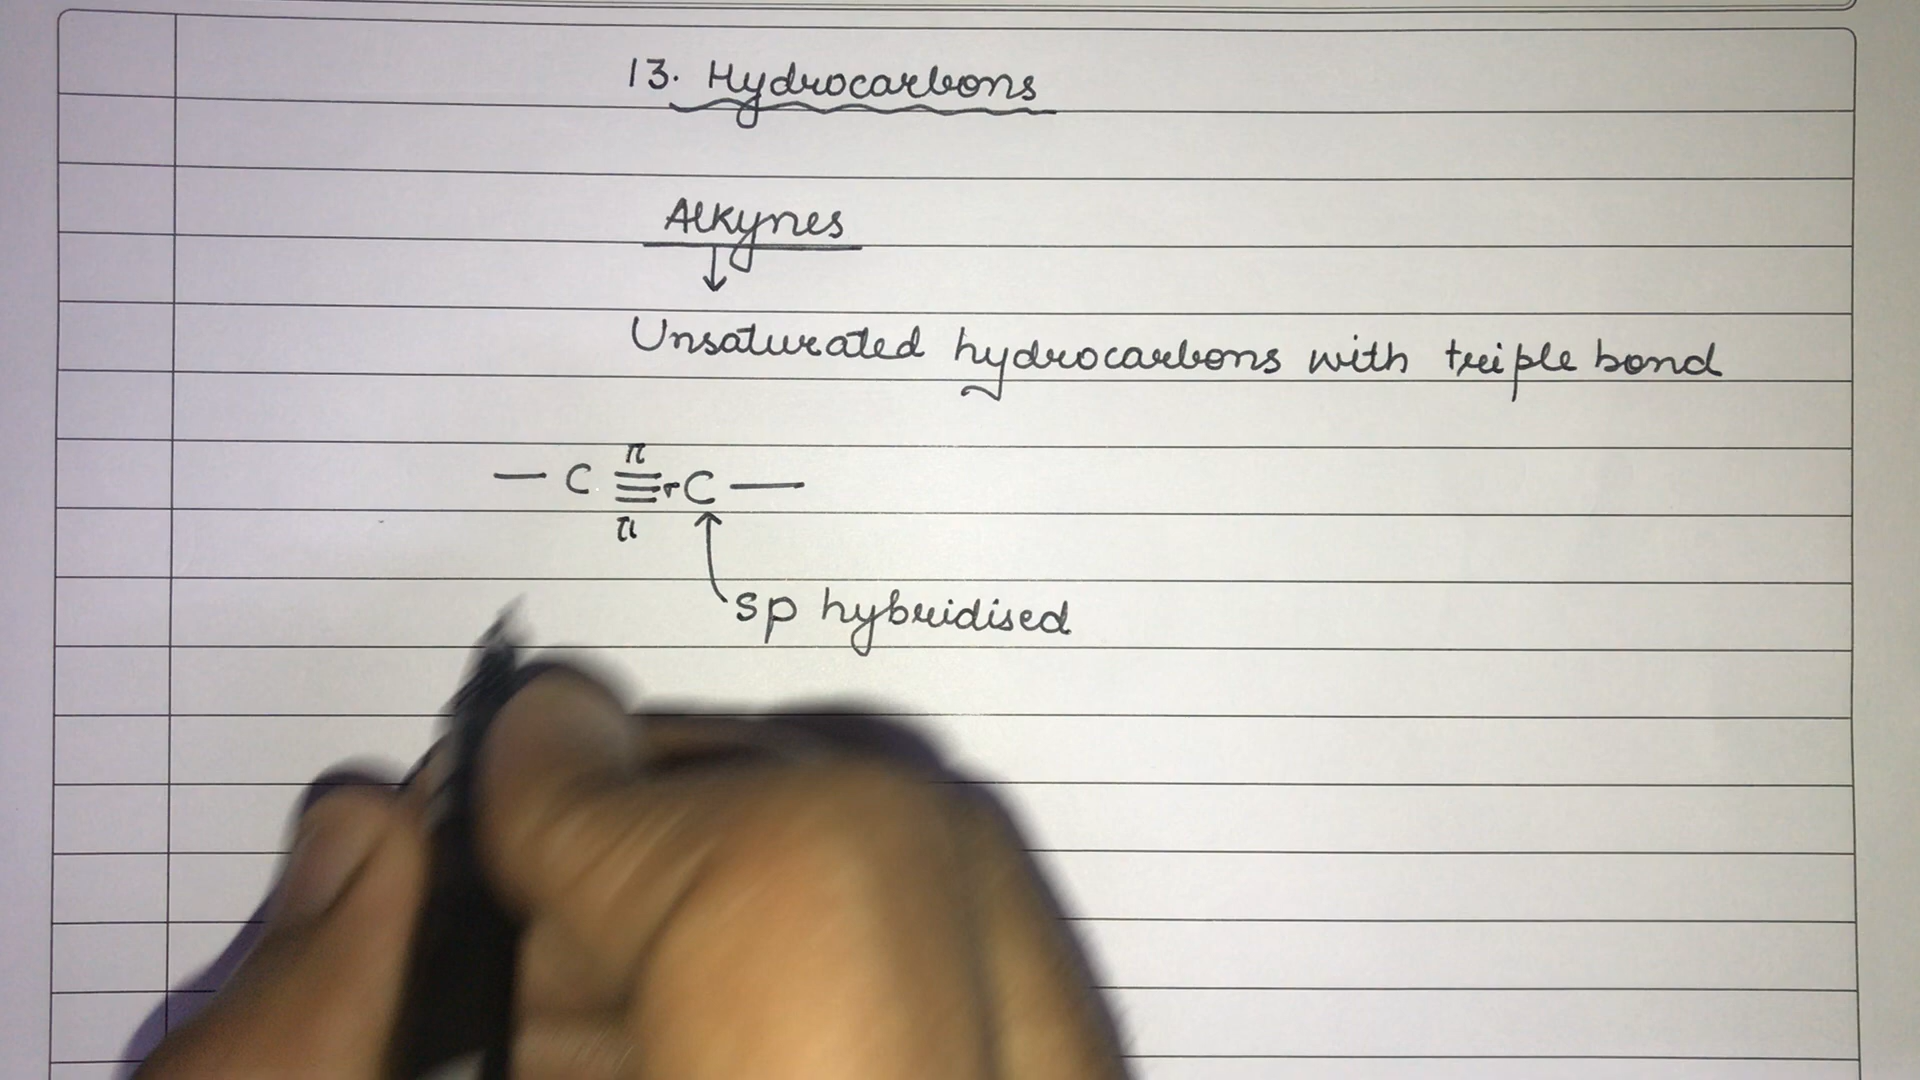 13. Hydrocarbons
Alkynes
↓
Unsaturated hydrocarbons with triple bond
π
— C ≡ σ C —
π
sp hybridised